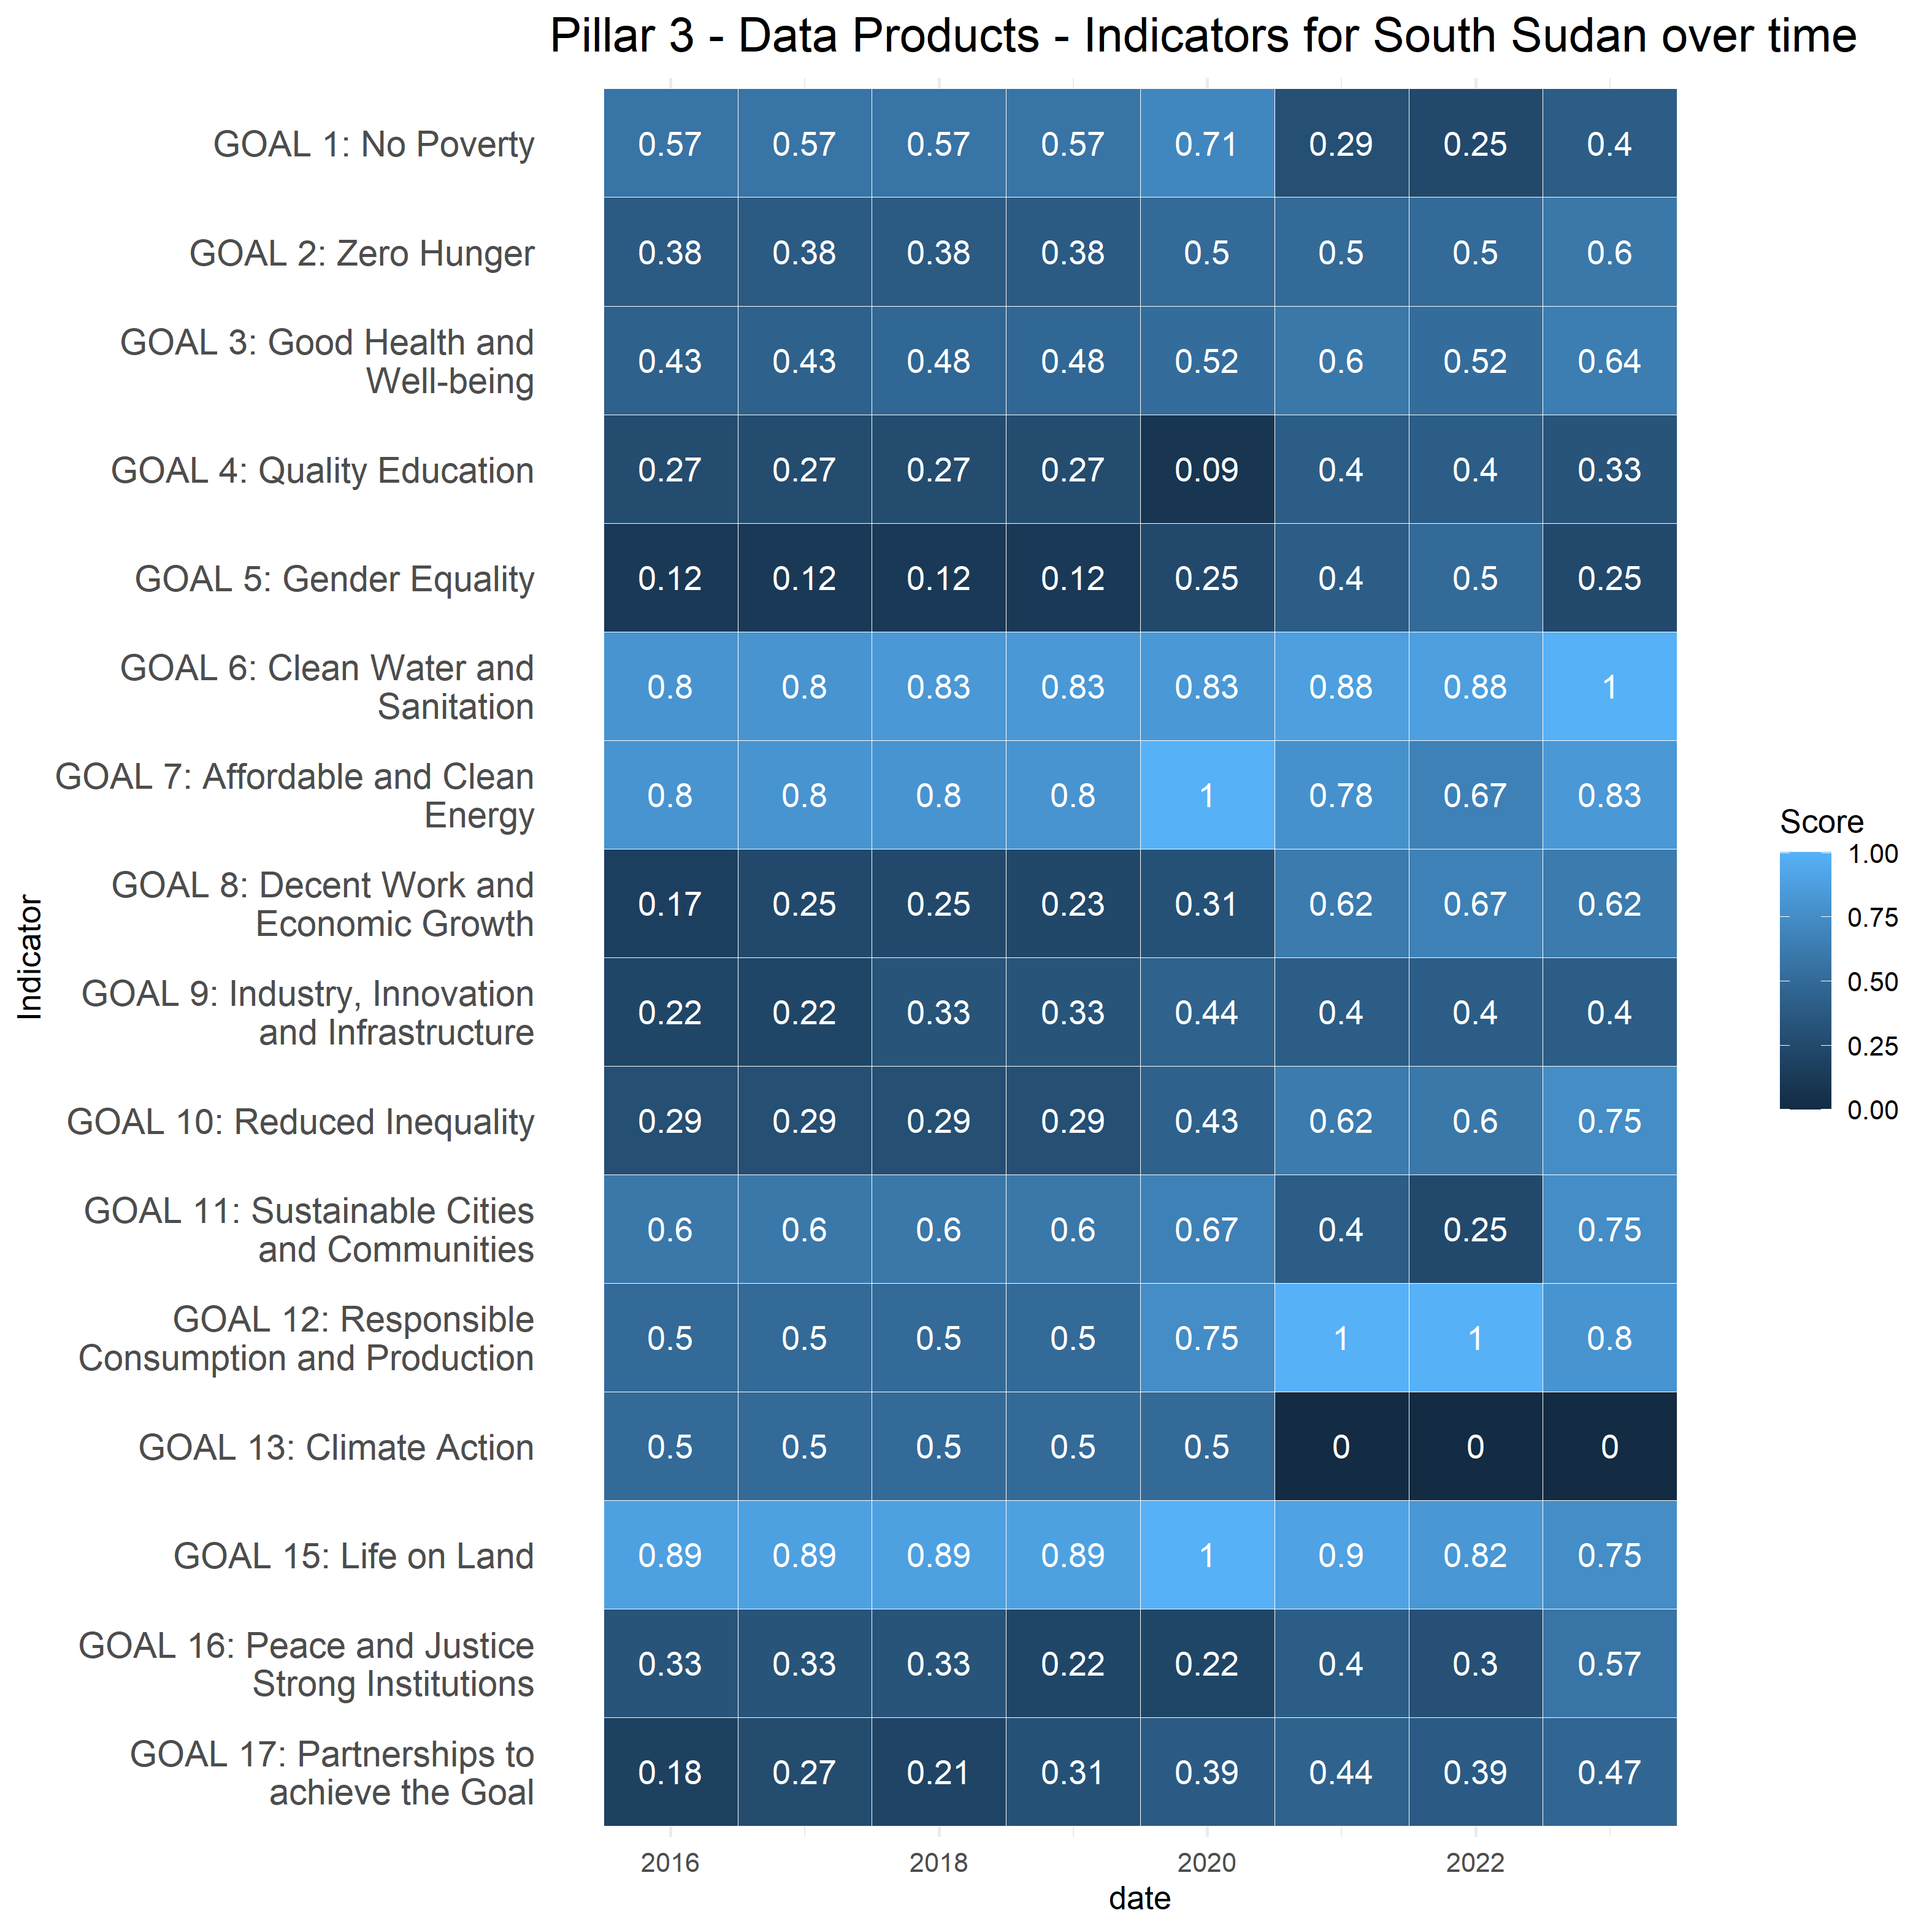 Pillar 3 - Data Products - Indicators for South Sudan over time
GOAL 1: No Poverty 0.57 0.57 0.57 0.57 0.71 0.29 0.25 0.4
GOAL 2: Zero Hunger 0.38 0.38 0.38 0.38 0.5 0.5 0.5 0.6
GOAL 3: Good Health and
Well-being 0.43 0.43 0.48 0.48 0.52 0.6 0.52 0.64
GOAL 4: Quality Education 0.27 0.27 0.27 0.27 0.09 0.4 0.4 0.33
GOAL 5: Gender Equality 0.12 0.12 0.12 0.12 0.25 0.4 0.5 0.25
GOAL 6: Clean Water and
Sanitation 0.8 0.8 0.83 0.83 0.83 0.88 0.88 1
GOAL 7: Affordable and Clean
Energy 0.8 0.8 0.8 0.8 1 0.78 0.67 0.83
GOAL 8: Decent Work and
Economic Growth 0.17 0.25 0.25 0.23 0.31 0.62 0.67 0.62
GOAL 9: Industry, Innovation
and Infrastructure 0.22 0.22 0.33 0.33 0.44 0.4 0.4 0.4
GOAL 10: Reduced Inequality 0.29 0.29 0.29 0.29 0.43 0.62 0.6 0.75
GOAL 11: Sustainable Cities
and Communities 0.6 0.6 0.6 0.6 0.67 0.4 0.25 0.75
GOAL 12: Responsible
Consumption and Production 0.5 0.5 0.5 0.5 0.75 1 1 0.8
GOAL 13: Climate Action 0.5 0.5 0.5 0.5 0.5 0 0 0
GOAL 15: Life on Land 0.89 0.89 0.89 0.89 1 0.9 0.82 0.75
GOAL 16: Peace and Justice
Strong Institutions 0.33 0.33 0.33 0.22 0.22 0.4 0.3 0.57
GOAL 17: Partnerships to
achieve the Goal 0.18 0.27 0.21 0.31 0.39 0.44 0.39 0.47
2016 2018 2020 2022
date
Indicator
Score
1.00
0.75
0.50
0.25
0.00